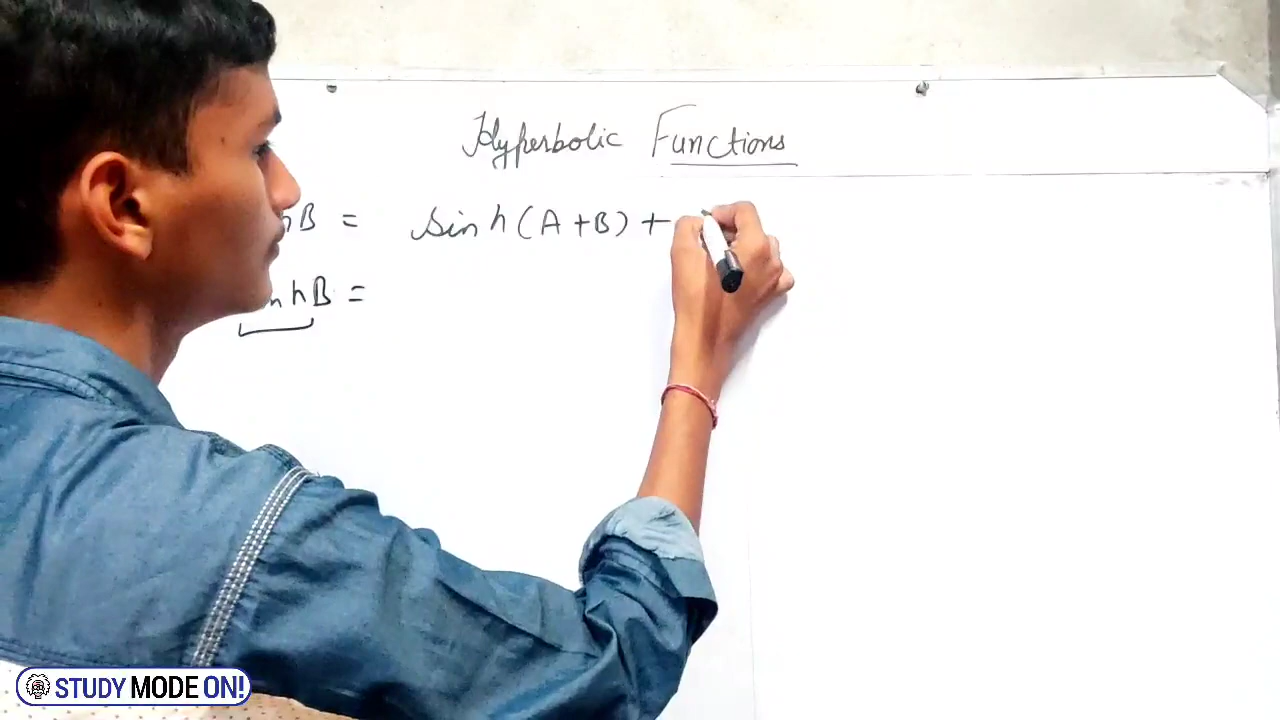 Hyperbolic Functions
hB = sinh(A+B) +
nhB =
STUDY MODE ON!